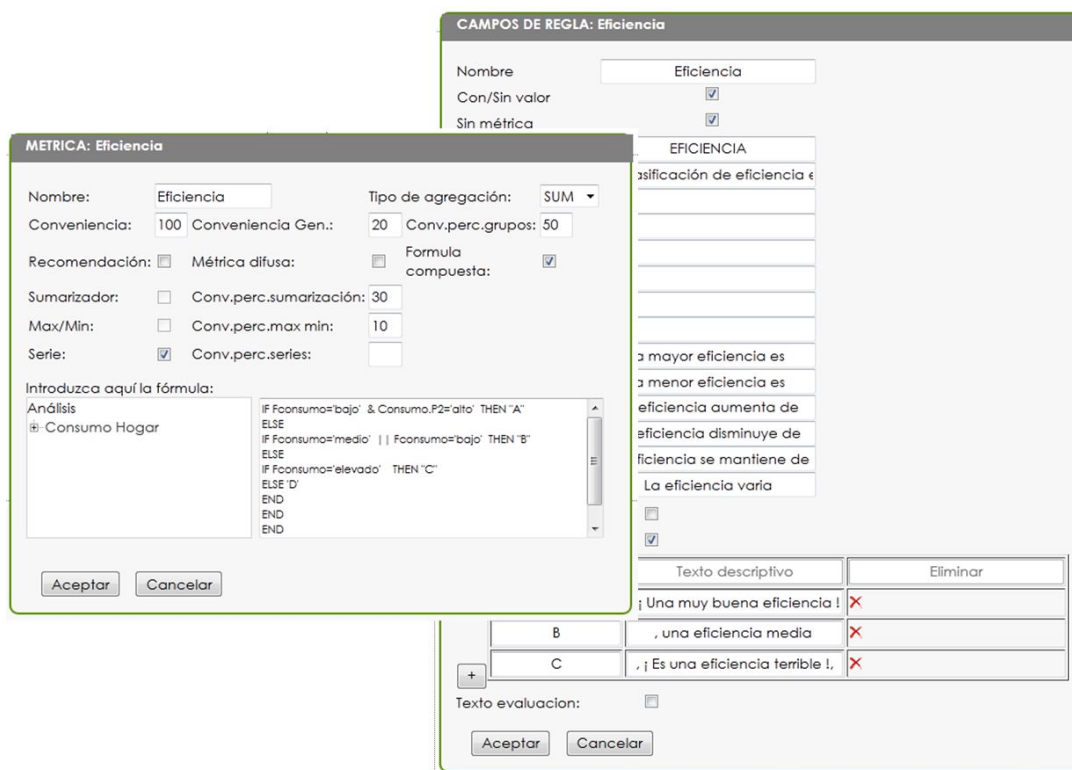 CAMPOS DE REGLA: Eficiencia
Nombre Eficiencia
Con/Sin valor
Sin métrica
EFICIENCIA
asificación de eficiencia e
a mayor eficiencia es
a menor eficiencia es
eficiencia aumenta de
eficiencia disminuye de
ficiencia se mantiene de
La eficiencia varia
Texto descriptivo Eliminar
¡ Una muy buena eficiencia !
B , una eficiencia media
C , ¡ Es una eficiencia terrible !,
+
Texto evaluacion:
Aceptar Cancelar
METRICA: Eficiencia
Nombre: Eficiencia Tipo de agregación: SUM
Conveniencia: 100 Conveniencia Gen.: 20 Conv.perc.grupos: 50
Recomendación: Métrica difusa: Formula compuesta:
Sumarizador: Conv.perc.sumarización: 30
Max/Min: Conv.perc.max min: 10
Serie: Conv.perc.series:
Introduzca aquí la fórmula:
Análisis
Consumo Hogar
IF Fconsumo='bajo' & Consumo.P2='alto' THEN "A"
ELSE
IF Fconsumo='medio' || Fconsumo='bajo' THEN "B"
ELSE
IF Fconsumo='elevado' THEN "C"
ELSE 'D'
END
END
END
Aceptar Cancelar